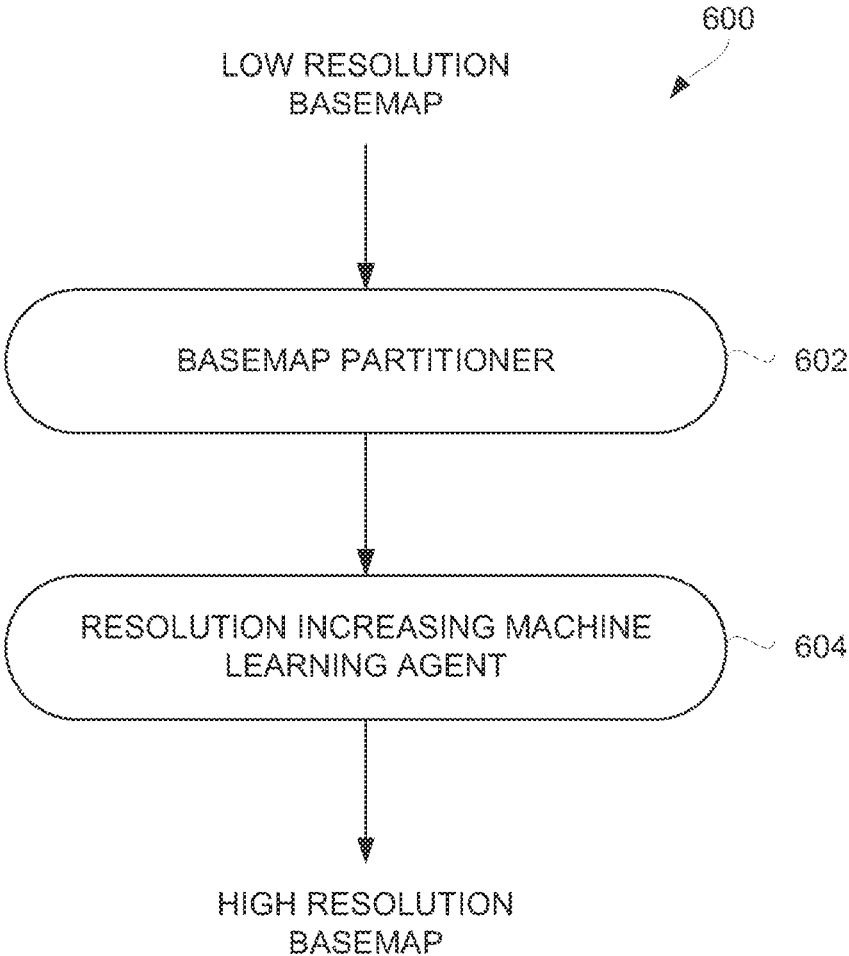 600
LOW RESOLUTION
BASEMAP
BASEMAP PARTITIONER
602
RESOLUTION INCREASING MACHINE
LEARNING AGENT
604
HIGH RESOLUTION
BASEMAP